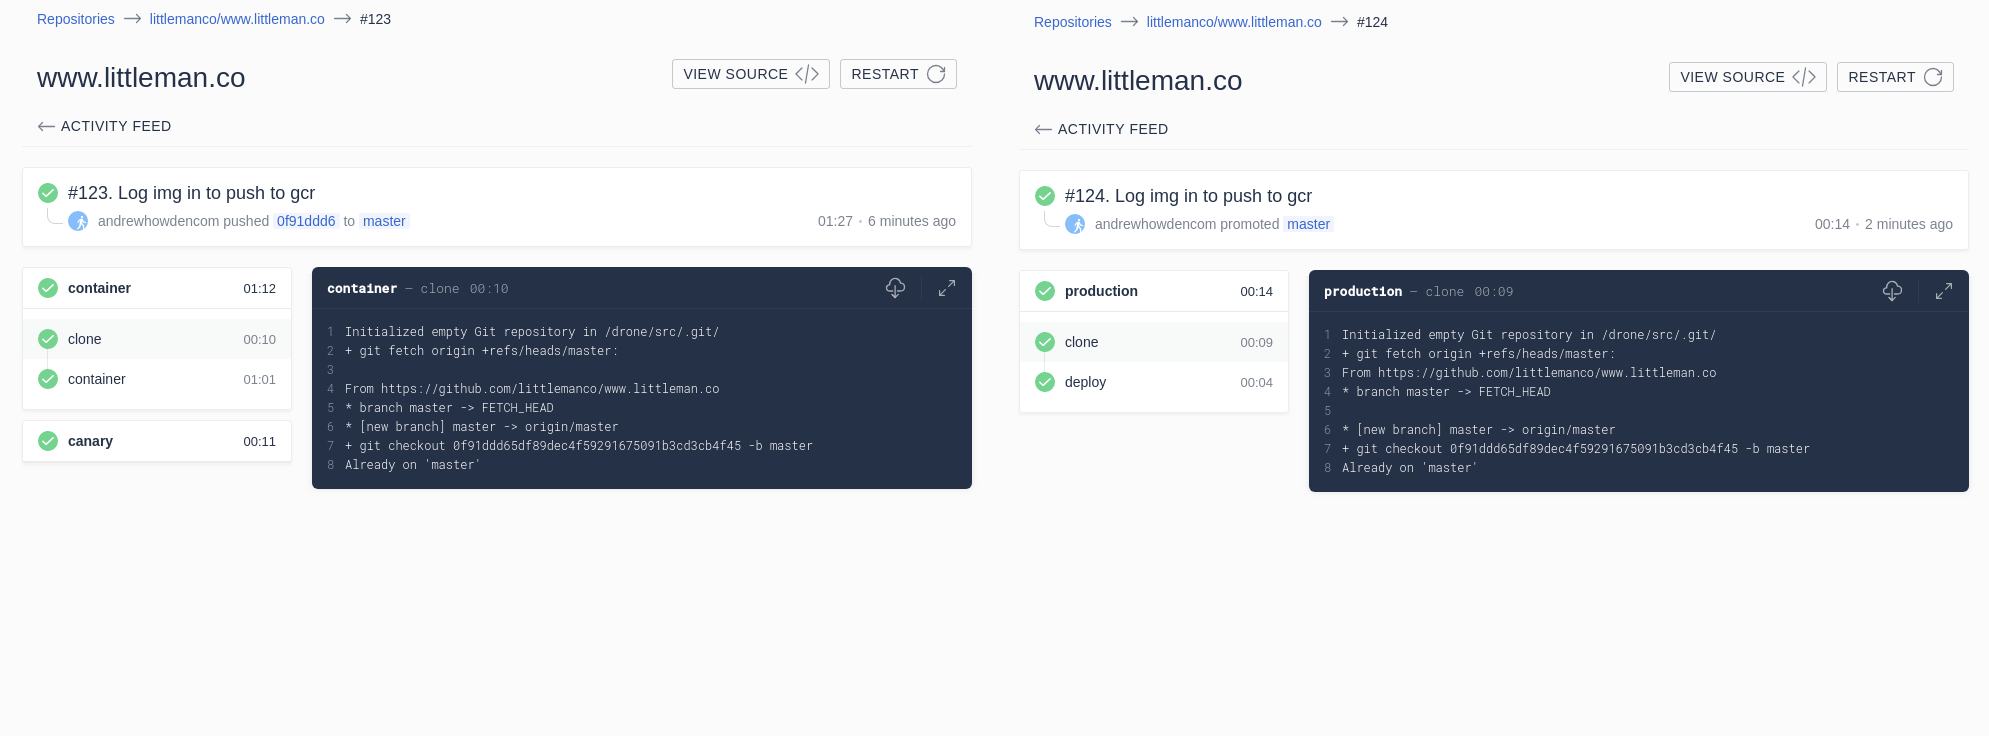 Repositories → littlemanco/www.littleman.co → #123
www.littleman.co
VIEW SOURCE </>
RESTART
← ACTIVITY FEED
#123. Log img in to push to gcr
andrewhowdencom pushed 0f91ddd6 to master
01:27 • 6 minutes ago
container 01:12
clone 00:10
container 01:01
canary 00:11
container — clone 00:10
1 Initialized empty Git repository in /drone/src/.git/
2 + git fetch origin +refs/heads/master:
3
4 From https://github.com/littlemanco/www.littleman.co
5 * branch master -> FETCH_HEAD
6 * [new branch] master -> origin/master
7 + git checkout 0f91ddd65df89dec4f59291675091b3cd3cb4f45 -b master
8 Already on 'master'
Repositories → littlemanco/www.littleman.co → #124
www.littleman.co
VIEW SOURCE </>
RESTART
← ACTIVITY FEED
#124. Log img in to push to gcr
andrewhowdencom promoted master
00:14 • 2 minutes ago
production 00:14
clone 00:09
deploy 00:04
production — clone 00:09
1 Initialized empty Git repository in /drone/src/.git/
2 + git fetch origin +refs/heads/master:
3 From https://github.com/littlemanco/www.littleman.co
4 * branch master -> FETCH_HEAD
5
6 * [new branch] master -> origin/master
7 + git checkout 0f91ddd65df89dec4f59291675091b3cd3cb4f45 -b master
8 Already on 'master'